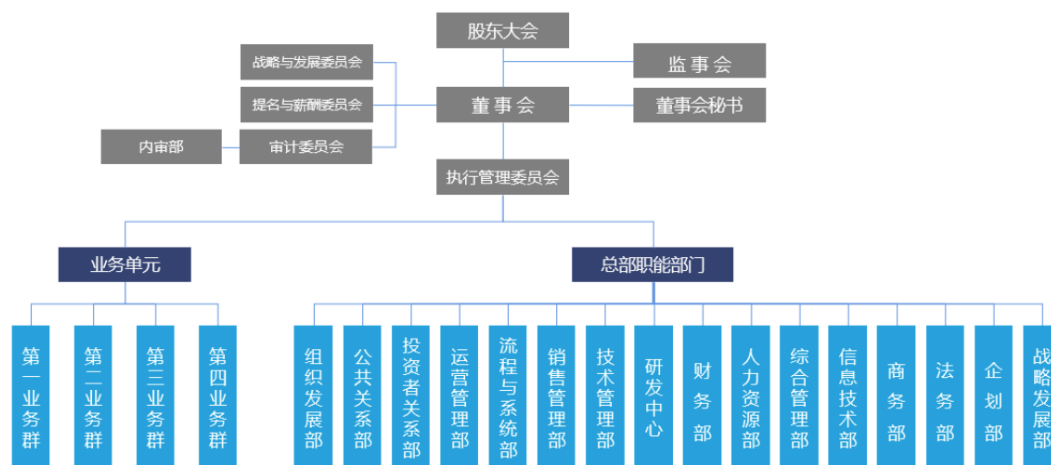 股东大会
战略与发展委员会
监事会
提名与薪酬委员会
董事会
董事会秘书
内审部
审计委员会
执行管理委员会
业务单元
总部职能部门
第一业务群
第二业务群
第三业务群
第四业务群
组织发展部
公共关系部
投资者关系部
运营管理部
流程与系统部
销售管理部
技术管理部
研发中心
财务部
人力资源部
综合管理部
信息技术部
商务部
法务部
企划部
战略发展部